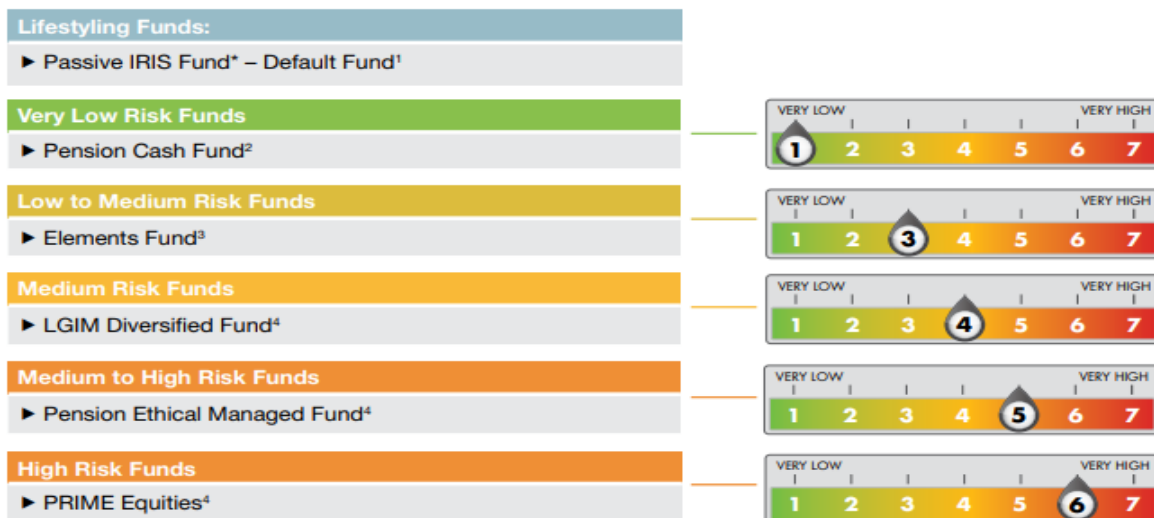 Lifestyling Funds:
► Passive IRIS Fund* – Default Fund¹
Very Low Risk Funds
► Pension Cash Fund²
VERY LOW VERY HIGH
1 2 3 4 5 6 7
Low to Medium Risk Funds
► Elements Fund³
VERY LOW VERY HIGH
1 2 3 4 5 6 7
Medium Risk Funds
► LGIM Diversified Fund⁴
VERY LOW VERY HIGH
1 2 3 4 5 6 7
Medium to High Risk Funds
► Pension Ethical Managed Fund⁴
VERY LOW VERY HIGH
1 2 3 4 5 6 7
High Risk Funds
► PRIME Equities⁴
VERY LOW VERY HIGH
1 2 3 4 5 6 7